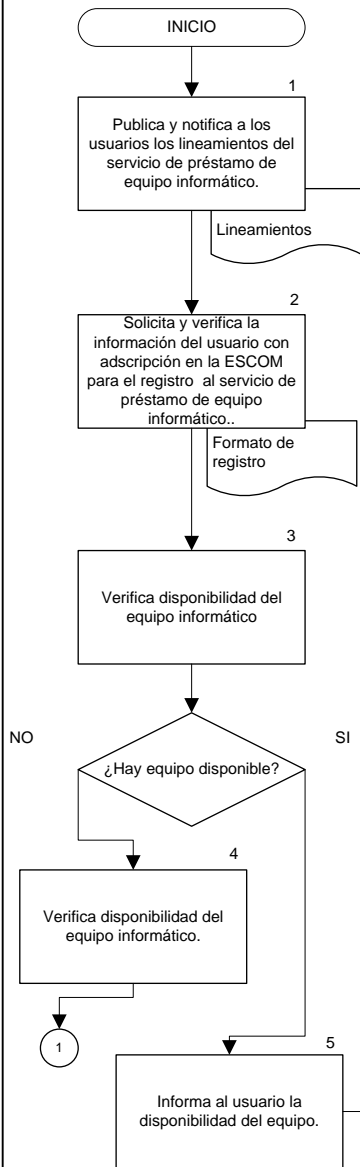 INICIO
1
Publica y notifica a los
usuarios los lineamientos del
servicio de préstamo de
equipo informático.
Lineamientos
2
Solicita y verifica la
información del usuario con
adscripción en la ESCOM
para el registro al servicio de
préstamo de equipo
informático..
Formato de
registro
3
Verifica disponibilidad del
equipo informático
NO
SI
¿Hay equipo disponible?
4
Verifica disponibilidad del
equipo informático.
1
5
Informa al usuario la
disponibilidad del equipo.